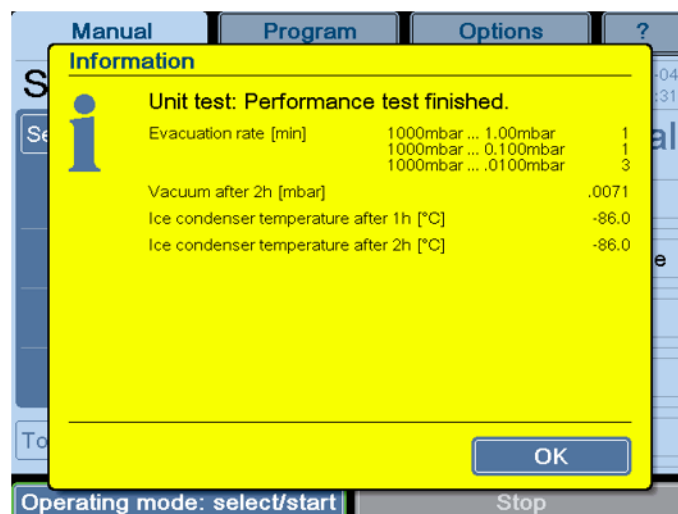 Manual Program Options ?
Information
Unit test: Performance test finished.
Evacuation rate [min] 1000mbar ... 1.00mbar 1
1000mbar ... 0.100mbar 1
1000mbar ... .0100mbar 3
Vacuum after 2h [mbar] .0071
Ice condenser temperature after 1h [°C] -86.0
Ice condenser temperature after 2h [°C] -86.0
OK
Operating mode: select/start Stop